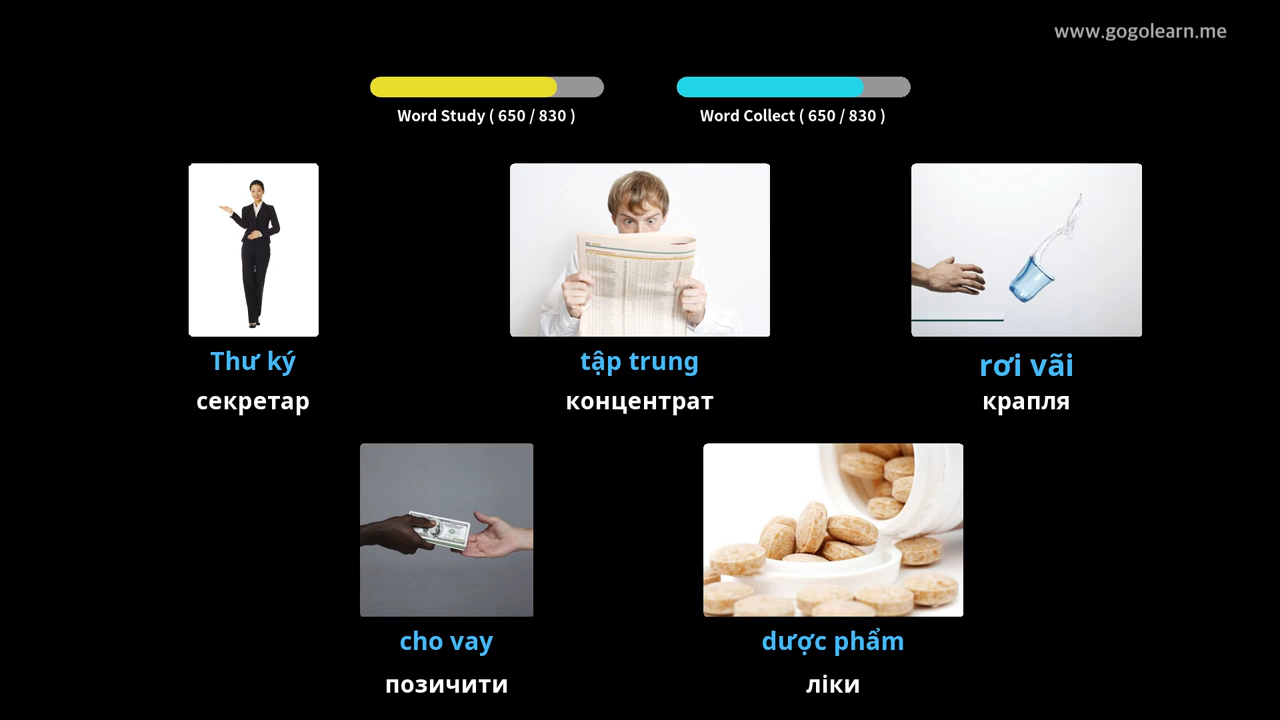 www.gogolearn.me
Word Study ( 650 / 830 )
Word Collect ( 650 / 830 )
Thư ký
tập trung
rơi vãi
секретар
концентрат
крапля
cho vay
dược phẩm
позичити
ліки